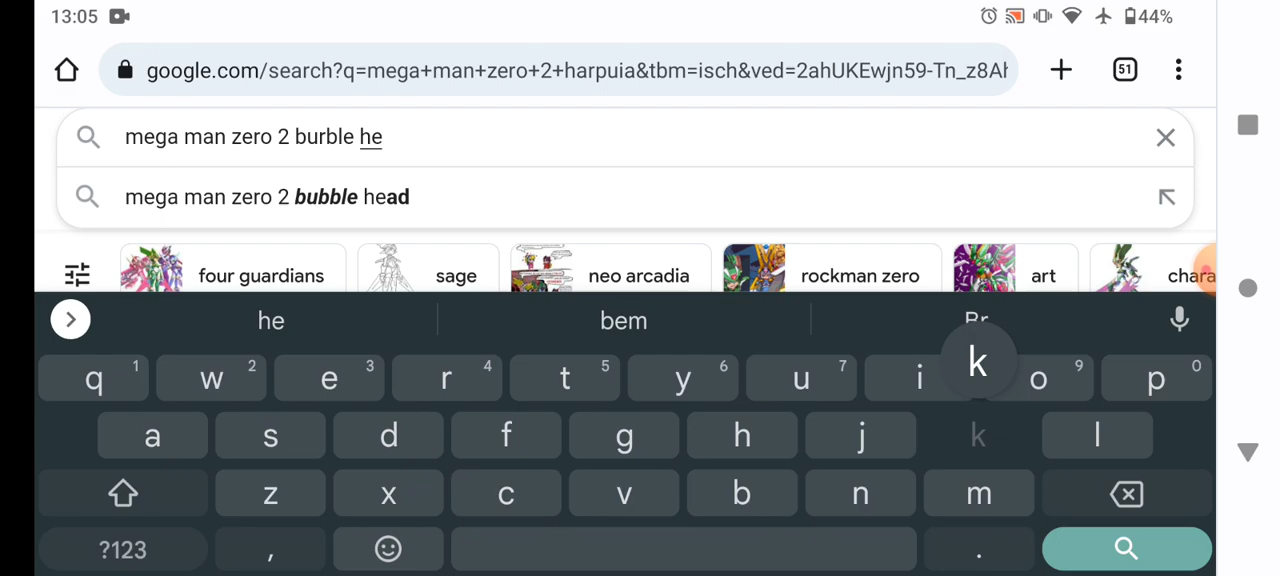 13:05 44%
google.com/search?q=mega+man+zero+2+harpuia&tbm=isch&ved=2ahUKEwjn59-Tn_z8Ah
51
mega man zero 2 burble he
mega man zero 2 bubble head
four guardians sage neo arcadia rockman zero art chara
he bem Br
k
q 1 w 2 e 3 r 4 t 5 y 6 u 7 i o 9 p 0
a s d f g h j k l
z x c v b n m
?123 , .